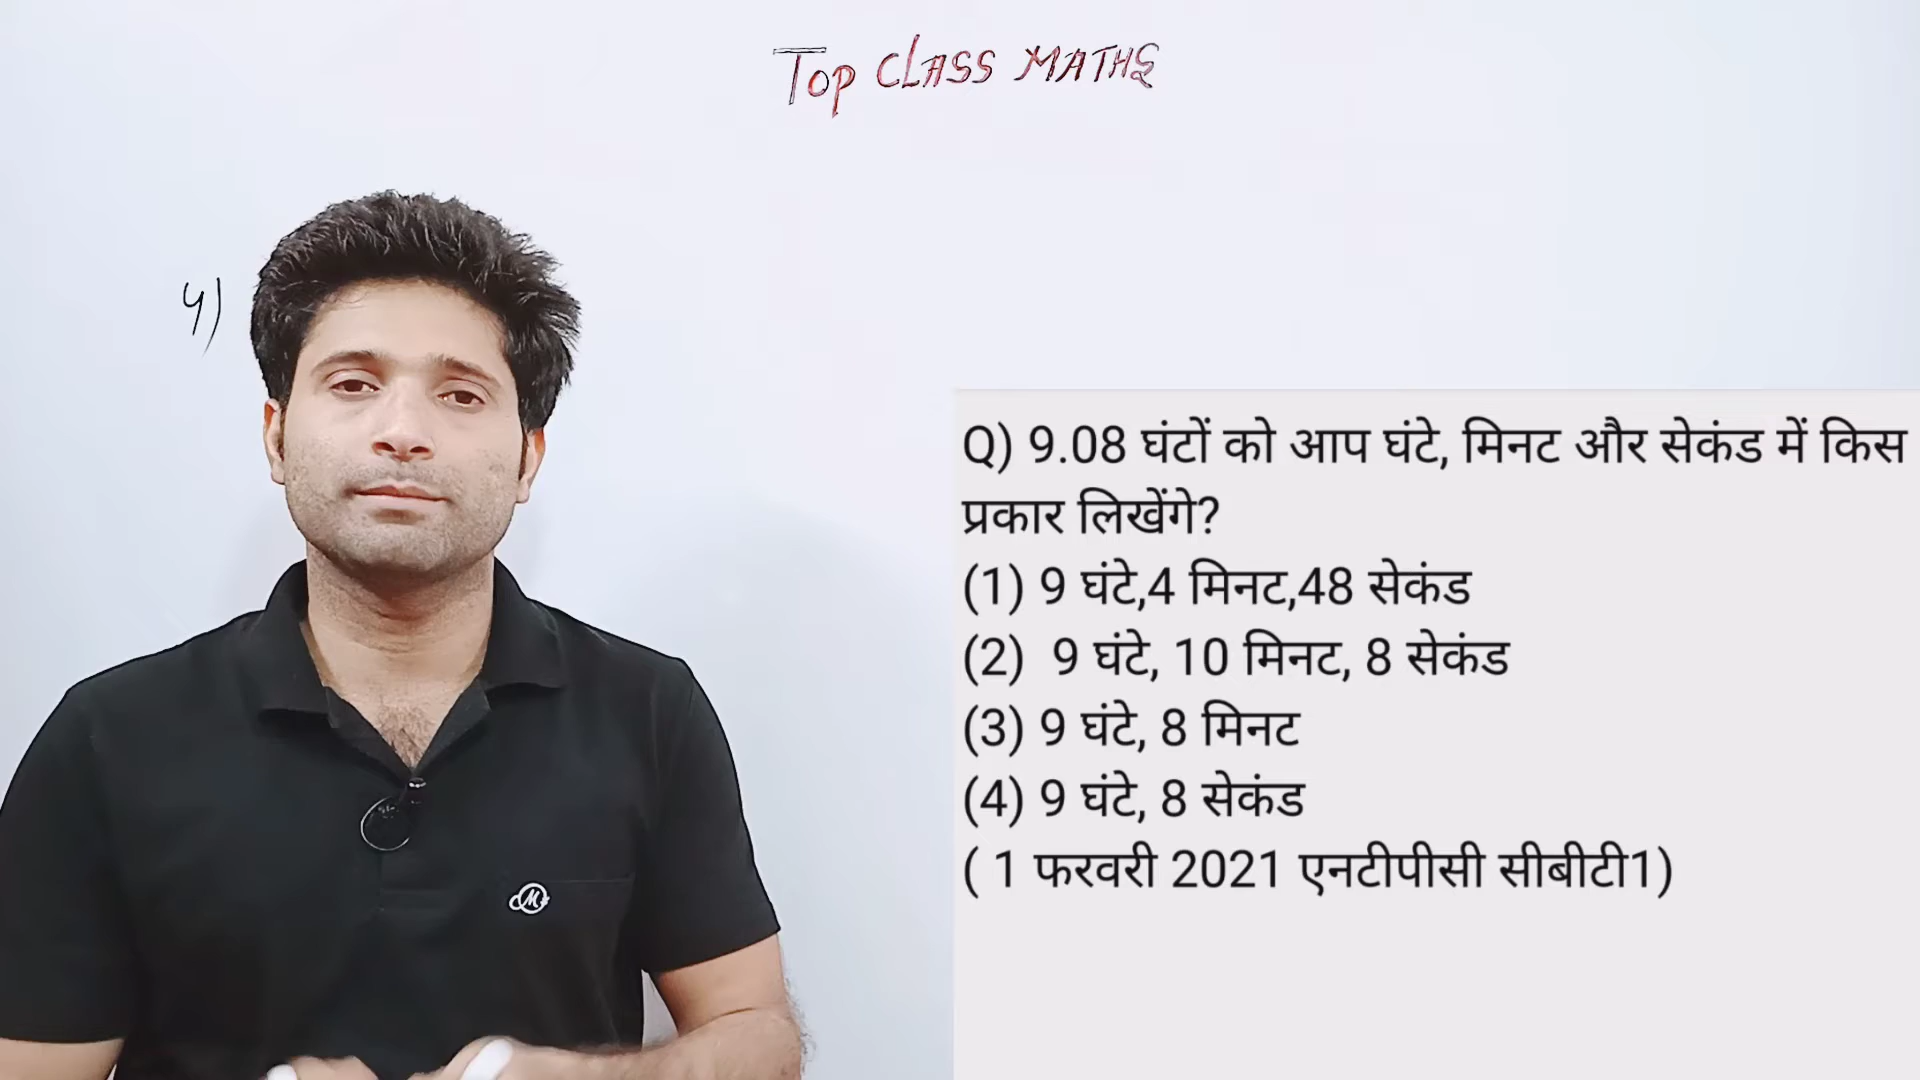 Top CLASS MATHS
4)
Q) 9.08 घंटों को आप घंटे, मिनट और सेकंड में किस
प्रकार लिखेंगे?
(1) 9 घंटे,4 मिनट,48 सेकंड
(2) 9 घंटे, 10 मिनट, 8 सेकंड
(3) 9 घंटे, 8 मिनट
(4) 9 घंटे, 8 सेकंड
( 1 फरवरी 2021 एनटीपीसी सीबीटी1)